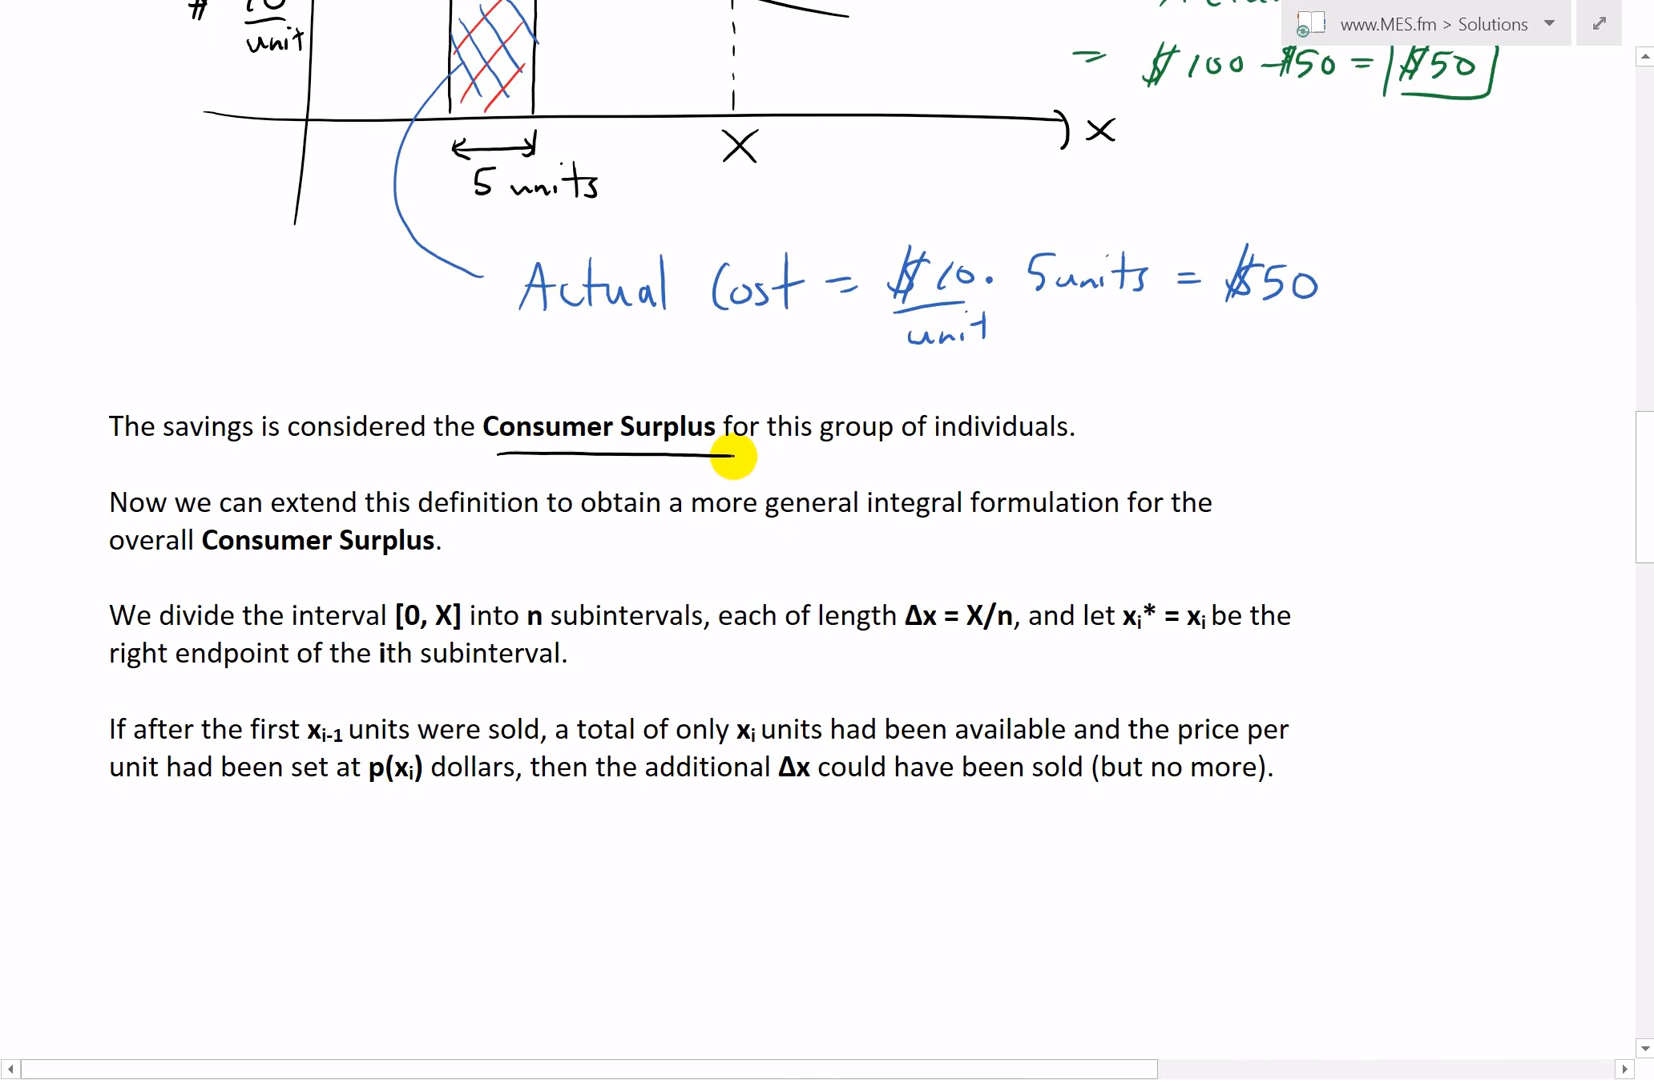 www.MES.fm > Solutions
# 10
unit
= $100 - $50 = $50
X x
5 units
Actual Cost = $10 . 5 units = $50
unit
The savings is considered the Consumer Surplus for this group of individuals.
Now we can extend this definition to obtain a more general integral formulation for the
overall Consumer Surplus.
We divide the interval [0, X] into n subintervals, each of length Δx = X/n, and let xᵢ* = xᵢ be the
right endpoint of the ith subinterval.
If after the first xᵢ₋₁ units were sold, a total of only xᵢ units had been available and the price per
unit had been set at p(xᵢ) dollars, then the additional Δx could have been sold (but no more).